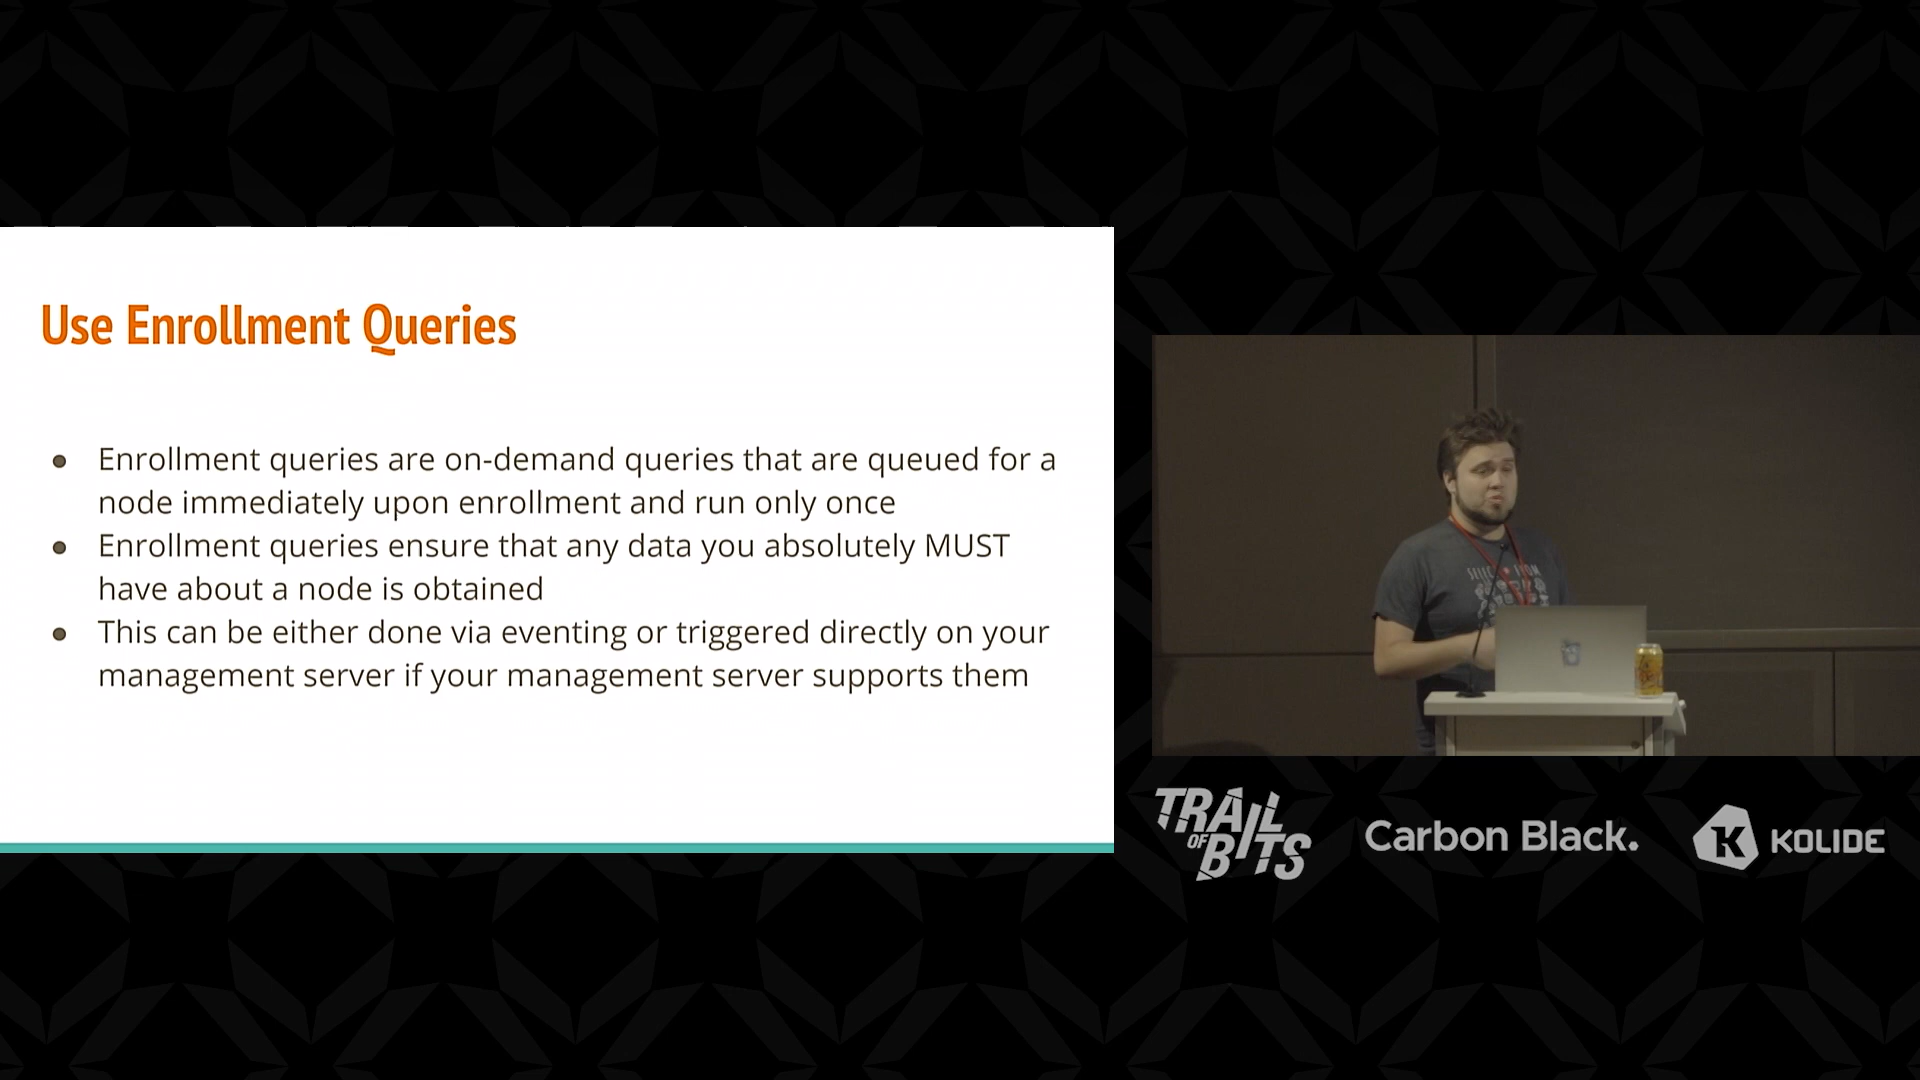 Use Enrollment Queries
● Enrollment queries are on-demand queries that are queued for a
node immediately upon enrollment and run only once
● Enrollment queries ensure that any data you absolutely MUST
have about a node is obtained
● This can be either done via eventing or triggered directly on your
management server if your management server supports them
SELECT * FROM
TRAIL
OF
BITS
Carbon Black.
K KOLIDE